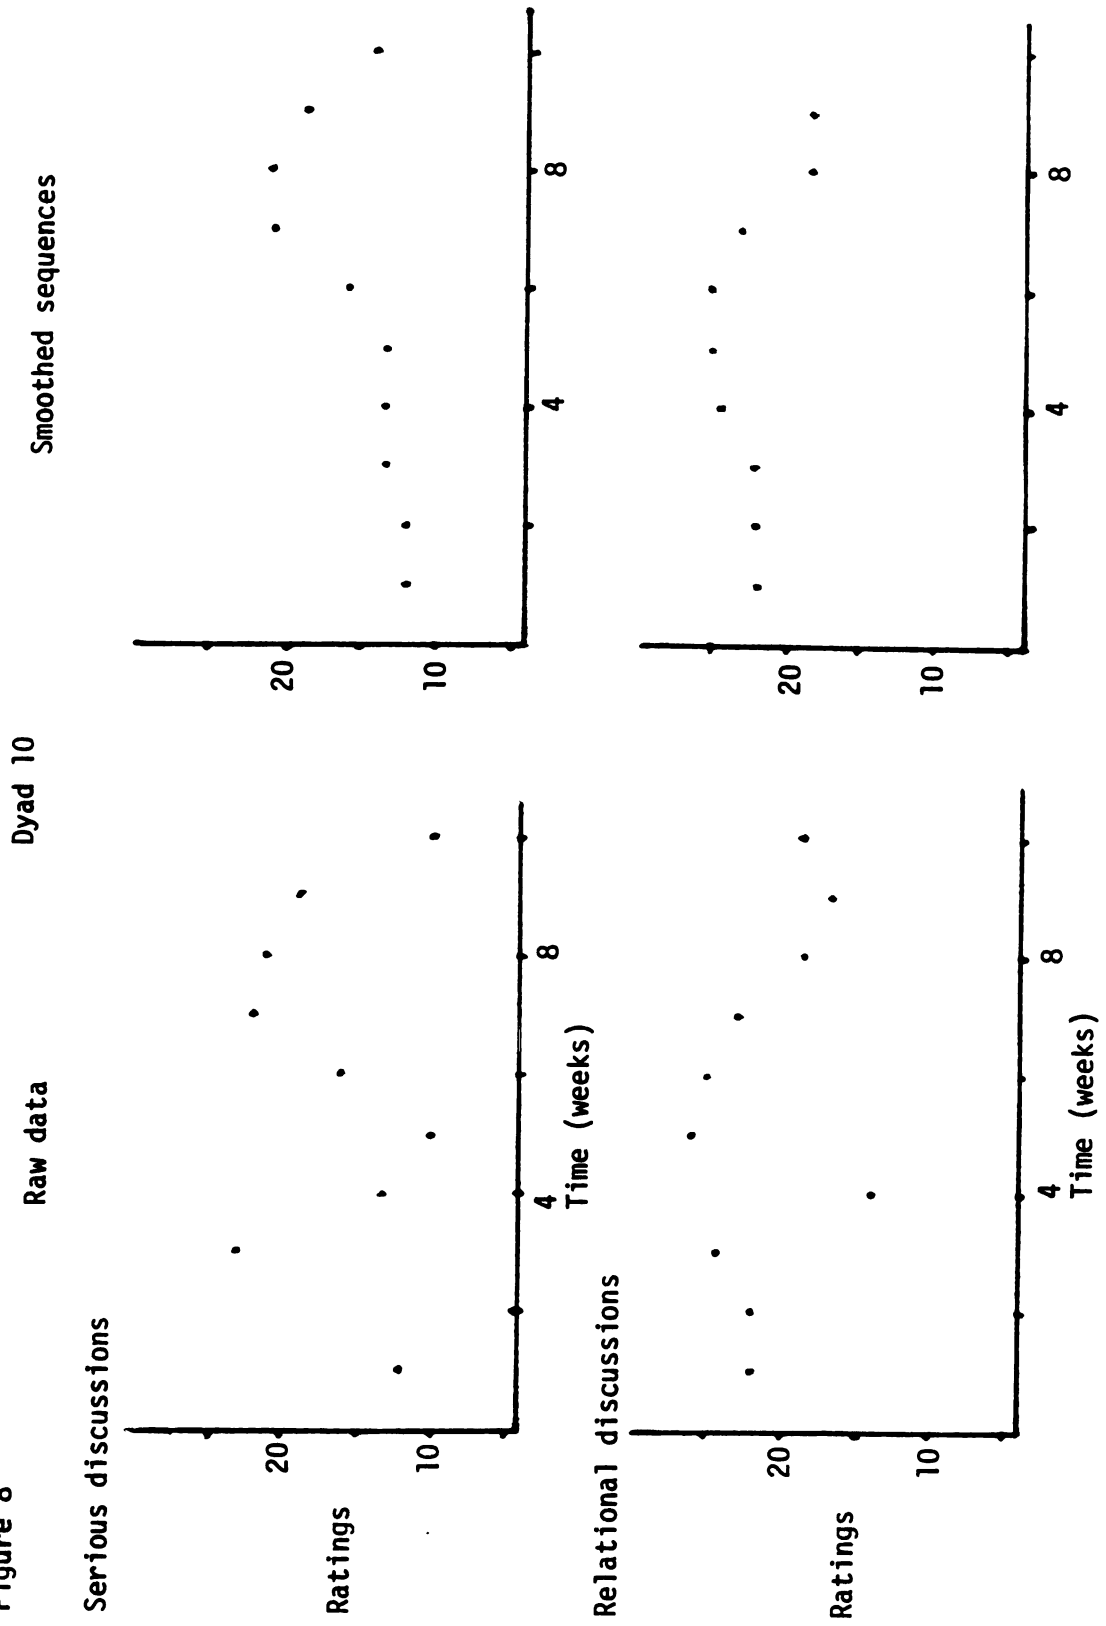 Figure 8
Dyad 10
Raw data
Smoothed sequences
Serious discussions
20
10
Ratings
4
8
Time (weeks)
20
10
4
8
Relational discussions
20
10
Ratings
4
8
Time (weeks)
20
10
4
8